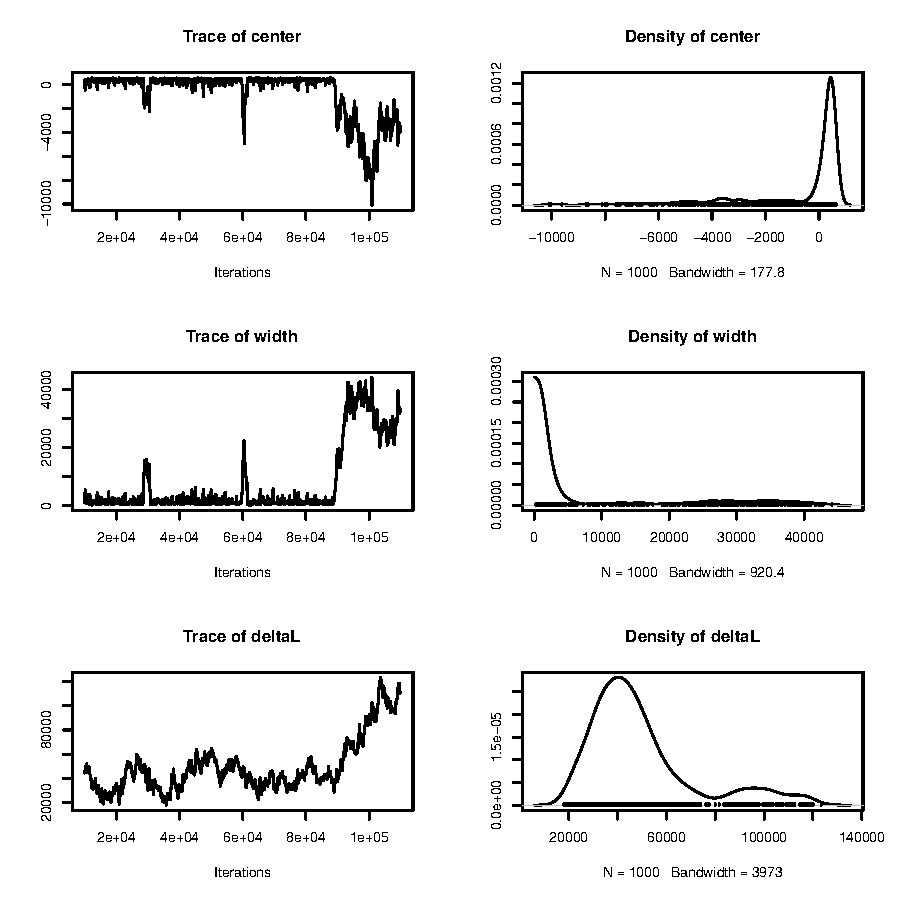 Trace of center
Density of center
0
−4000
−10000
2e+04 4e+04 6e+04 8e+04 1e+05
Iterations
0.0012
0.0006
0.0000
−10000 −6000 −4000 −2000 0
N = 1000 Bandwidth = 177.8
Trace of width
Density of width
40000
20000
0
2e+04 4e+04 6e+04 8e+04 1e+05
Iterations
0.00030
0.00015
0.00000
0 10000 20000 30000 40000
N = 1000 Bandwidth = 920.4
Trace of deltaL
Density of deltaL
80000
20000
2e+04 4e+04 6e+04 8e+04 1e+05
Iterations
1.5e−05
0.0e+00
20000 60000 100000 140000
N = 1000 Bandwidth = 3973